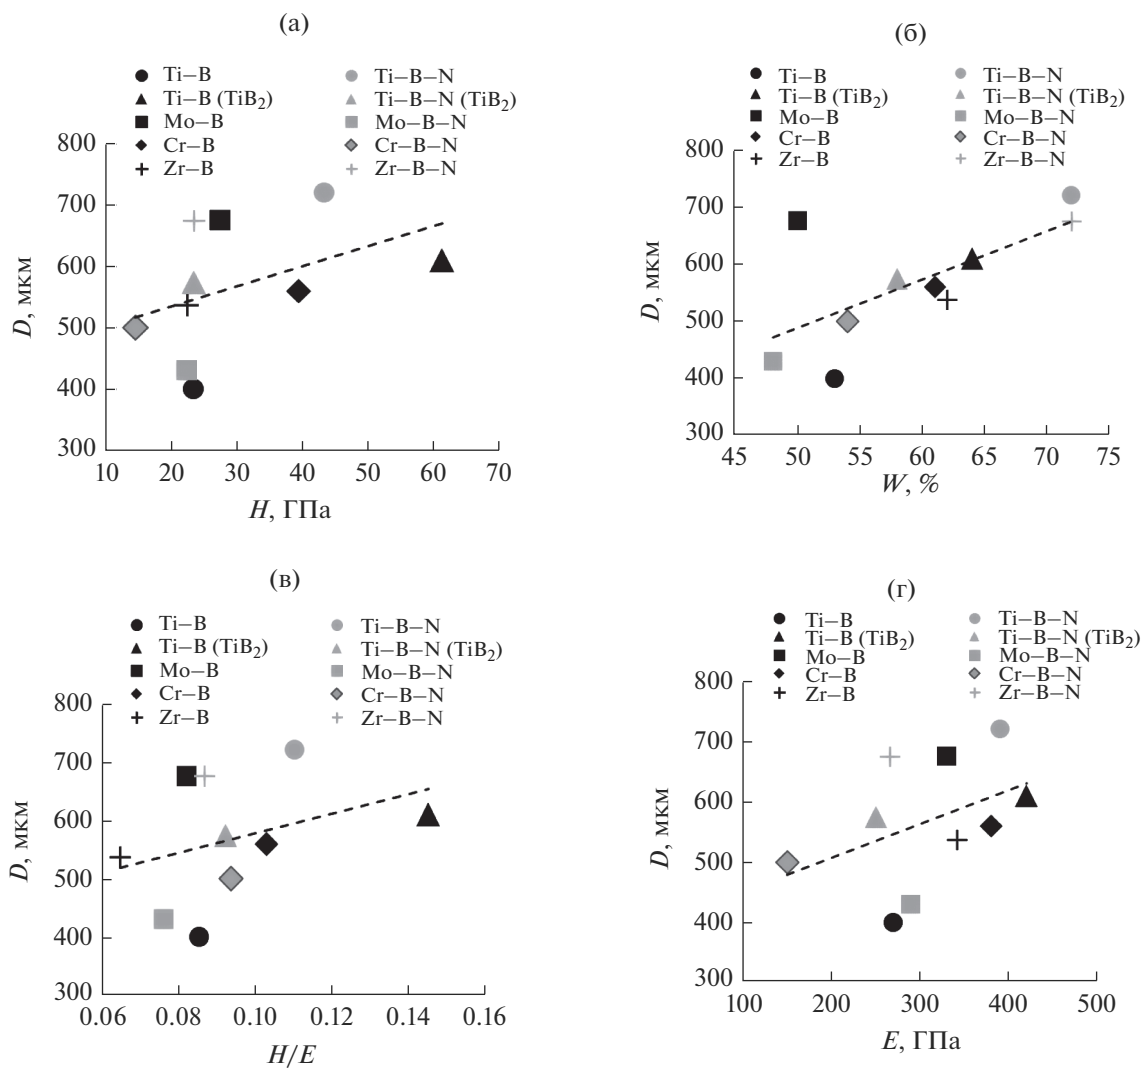 (а)
Ti–B
Ti–B (TiB2)
Mo–B
Cr–B
Zr–B
Ti–B–N
Ti–B–N (TiB2)
Mo–B–N
Cr–B–N
Zr–B–N
800
700
600
500
400
300
D, мкм
10 20 30 40 50 60 70
H, ГПа
(б)
Ti–B
Ti–B (TiB2)
Mo–B
Cr–B
Zr–B
Ti–B–N
Ti–B–N (TiB2)
Mo–B–N
Cr–B–N
Zr–B–N
800
700
600
500
400
300
D, мкм
45 50 55 60 65 70 75
W, %
(в)
Ti–B
Ti–B (TiB2)
Mo–B
Cr–B
Zr–B
Ti–B–N
Ti–B–N (TiB2)
Mo–B–N
Cr–B–N
Zr–B–N
800
700
600
500
400
300
D, мкм
0.06 0.08 0.10 0.12 0.14 0.16
H/E
(г)
Ti–B
Ti–B (TiB2)
Mo–B
Cr–B
Zr–B
Ti–B–N
Ti–B–N (TiB2)
Mo–B–N
Cr–B–N
Zr–B–N
800
700
600
500
400
300
D, мкм
100 200 300 400 500
E, ГПа